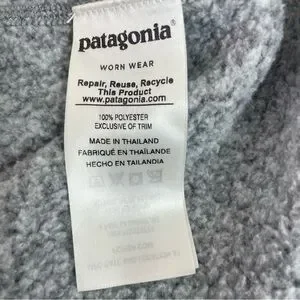 patagonia®
WORN WEAR
Repair, Reuse, Recycle
This Product
www.patagonia.com
100% POLYESTER
EXCLUSIVE OF TRIM
MADE IN THAILAND
FABRIQUÉ EN THAÏLANDE
HECHO EN TAILANDIA